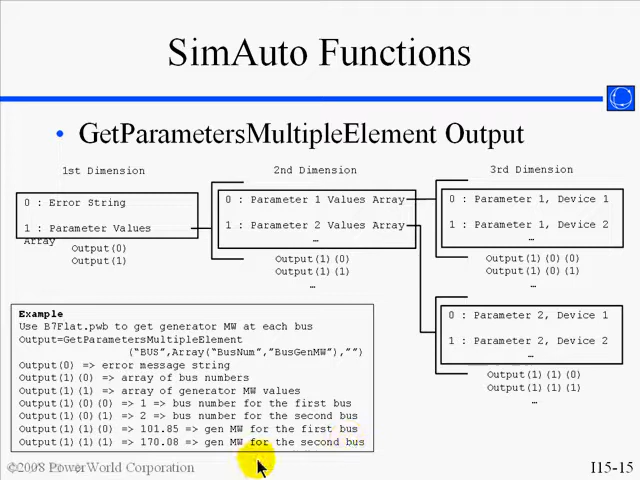 SimAuto Functions
• GetParametersMultipleElement Output
1st Dimension
0 : Error String
1 : Parameter Values
Array
Output(0)
Output(1)
2nd Dimension
0 : Parameter 1 Values Array
1 : Parameter 2 Values Array
…
Output(1)(0)
Output(1)(1)
…
3rd Dimension
0 : Parameter 1, Device 1
1 : Parameter 1, Device 2
…
Output(1)(0)(0)
Output(1)(0)(1)
…
0 : Parameter 2, Device 1
1 : Parameter 2, Device 2
…
Output(1)(1)(0)
Output(1)(1)(1)
…
Example
Use B7Flat.pwb to get generator MW at each bus
Output=GetParametersMultipleElement
("BUS",Array("BusNum","BusGenMW"),"")
Output(0) => error message string
Output(1)(0) => array of bus numbers
Output(1)(1) => array of generator MW values
Output(1)(0)(0) => 1 => bus number for the first bus
Output(1)(0)(1) => 2 => bus number for the second bus
Output(1)(1)(0) => 101.85 => gen MW for the first bus
Output(1)(1)(1) => 170.08 => gen MW for the second bus
©2008 PowerWorld Corporation
I15-15